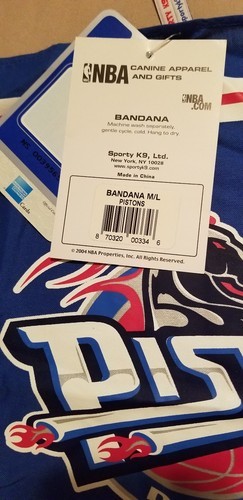 NBA
CANINE APPAREL
AND GIFTS
NBA
.COM
BANDANA
Machine wash separately,
gentle cycle, cold. Hang to dry.
Sporty K9, Ltd.
New York, NY 10028
www.sportyk9.com
Made in China
BANDANA M/L
PISTONS
8 70320 00334 6
© 2004 NBA Properties, Inc. All Rights Reserved.
Cards
PIS